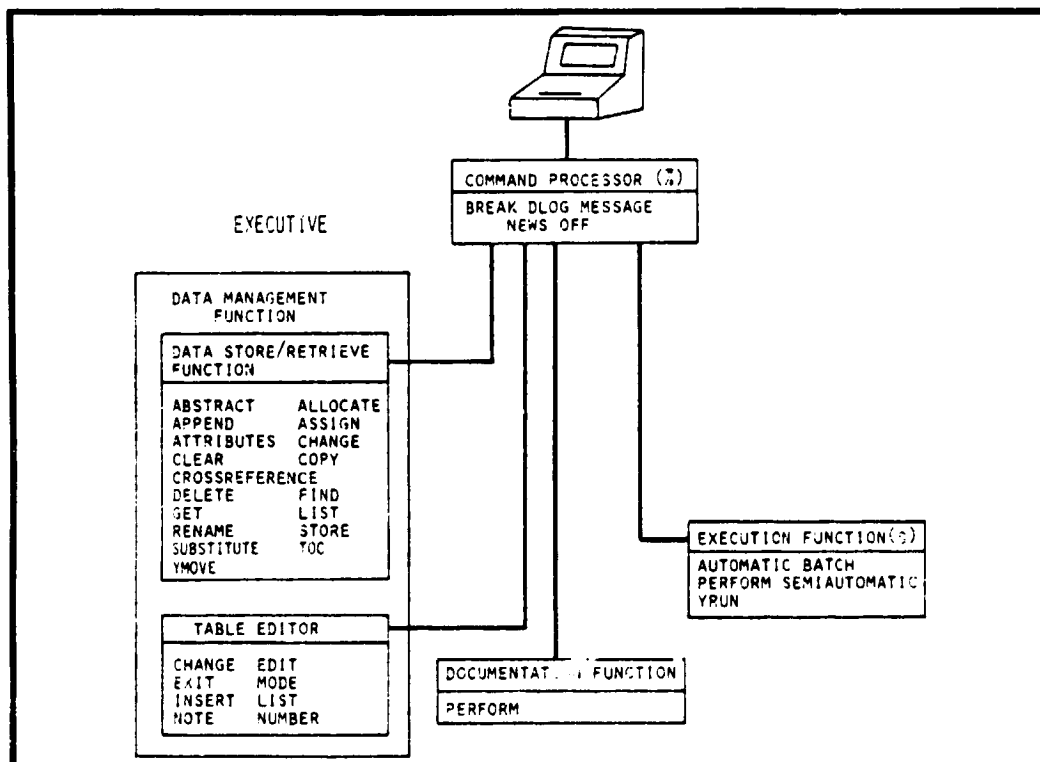 COMMAND PROCESSOR (%)
BREAK DLOG MESSAGE
NEWS OFF
EXECUTIVE
DATA MANAGEMENT
FUNCTION
DATA STORE/RETRIEVE
FUNCTION
ABSTRACT ALLOCATE
APPEND ASSIGN
ATTRIBUTES CHANGE
CLEAR COPY
CROSSREFERENCE
DELETE FIND
GET LIST
RENAME STORE
SUBSTITUTE TOC
YMOVE
TABLE EDITOR
CHANGE EDIT
EXIT MODE
INSERT LIST
NOTE NUMBER
EXECUTION FUNCTION
AUTOMATIC BATCH
PERFORM SEMIAUTOMATIC
YRUN
DOCUMENTATION FUNCTION
PERFORM